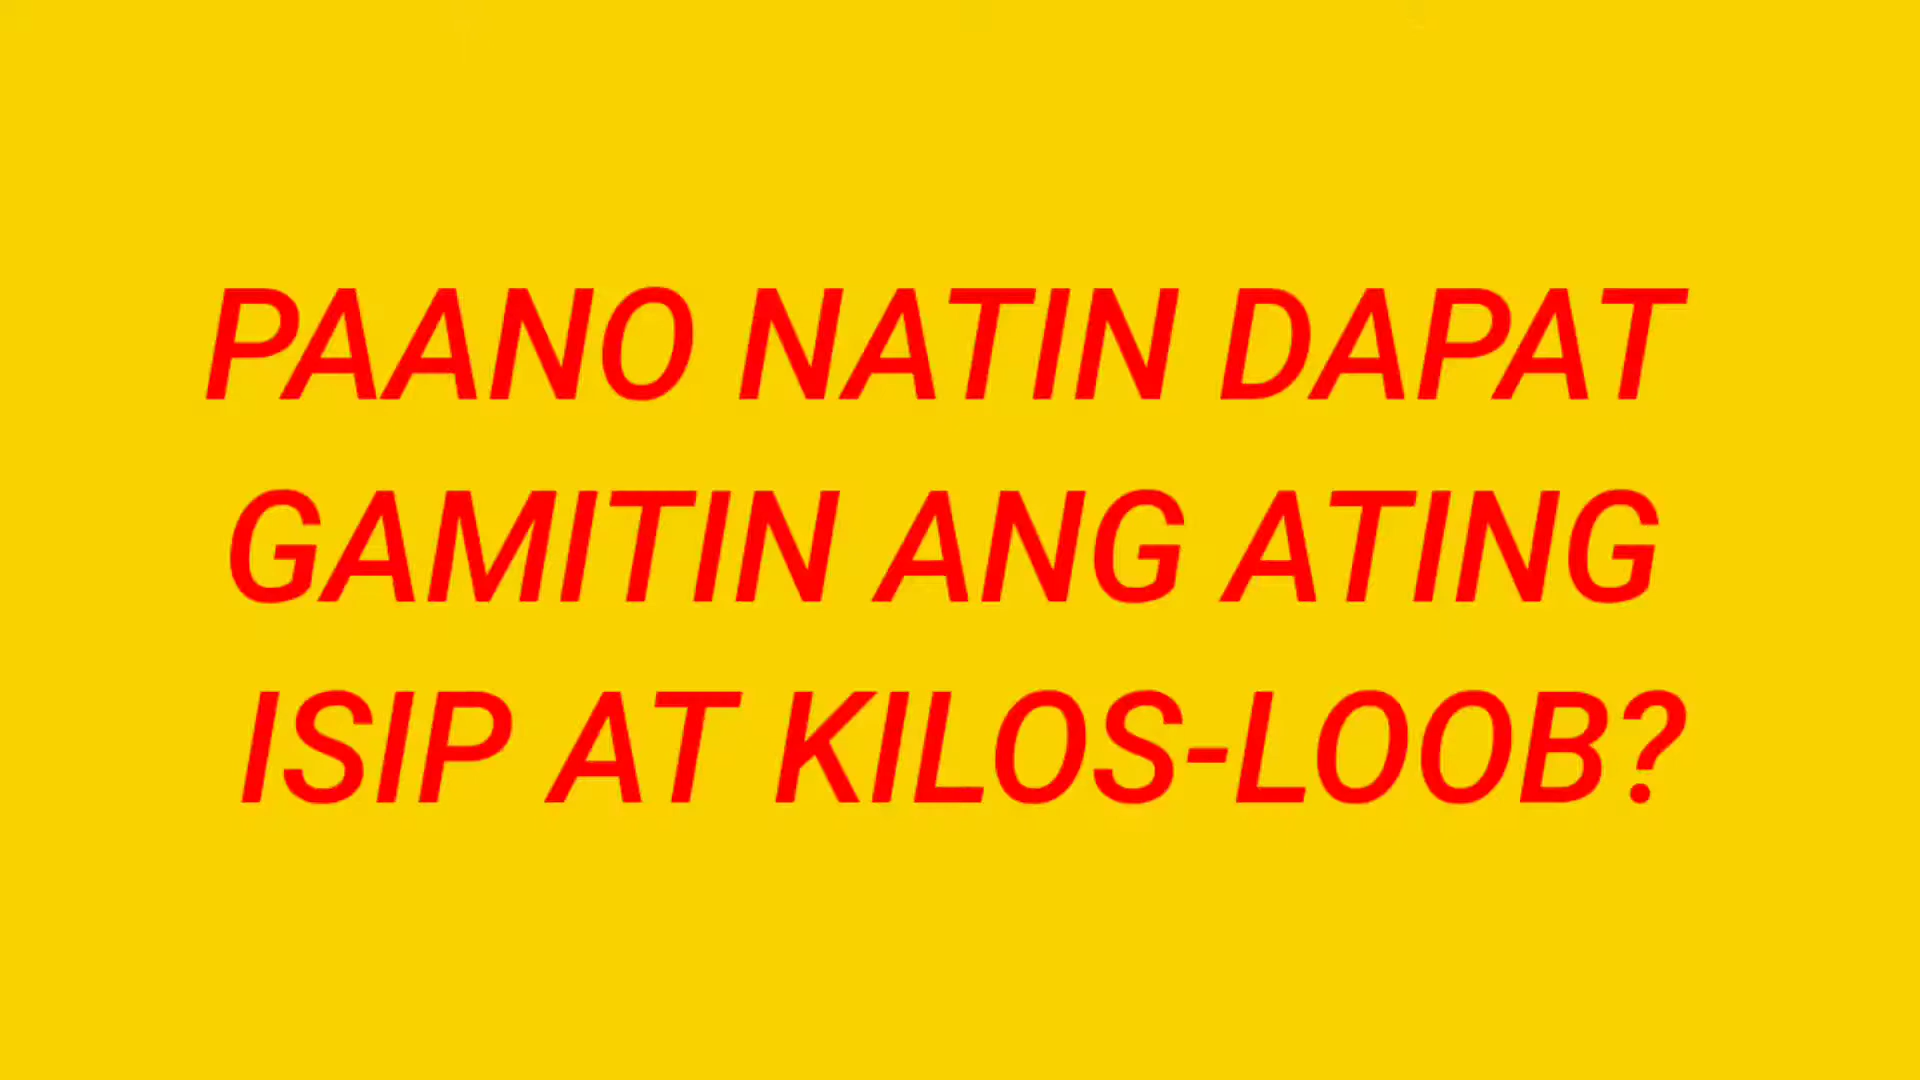 PAANO NATIN DAPAT
GAMITIN ANG ATING
ISIP AT KILOS-LOOB?